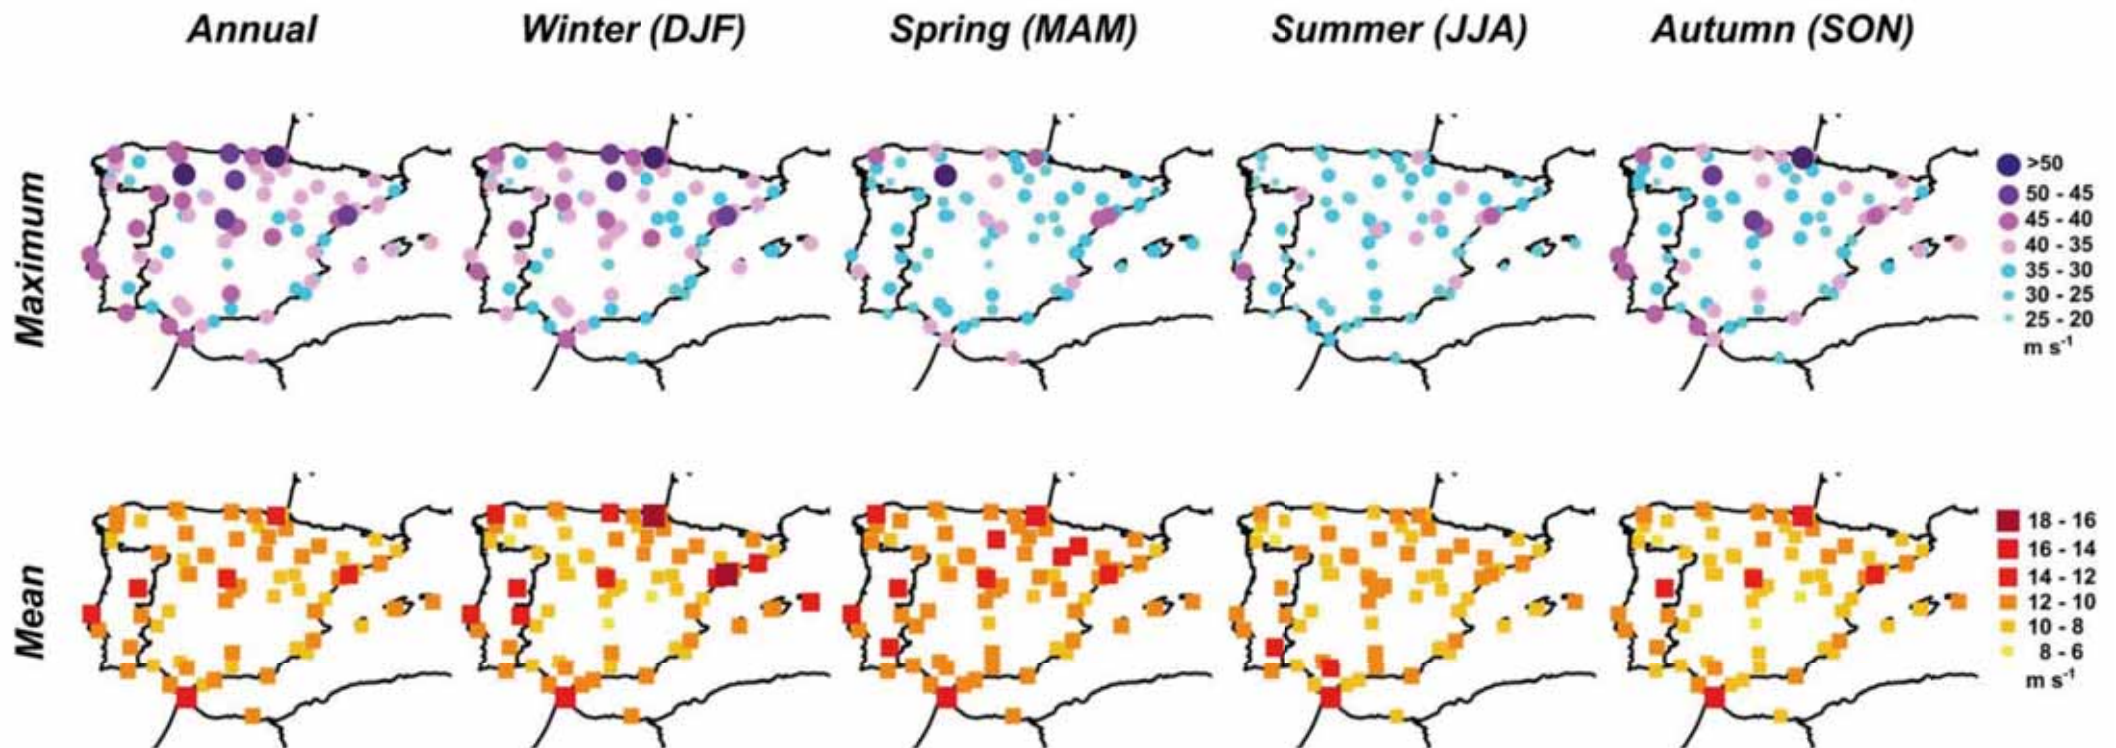 Annual Winter (DJF) Spring (MAM) Summer (JJA) Autumn (SON)
Maximum
>50
50 - 45
45 - 40
40 - 35
35 - 30
30 - 25
25 - 20
m s-1
Mean
18 - 16
16 - 14
14 - 12
12 - 10
10 - 8
8 - 6
m s-1